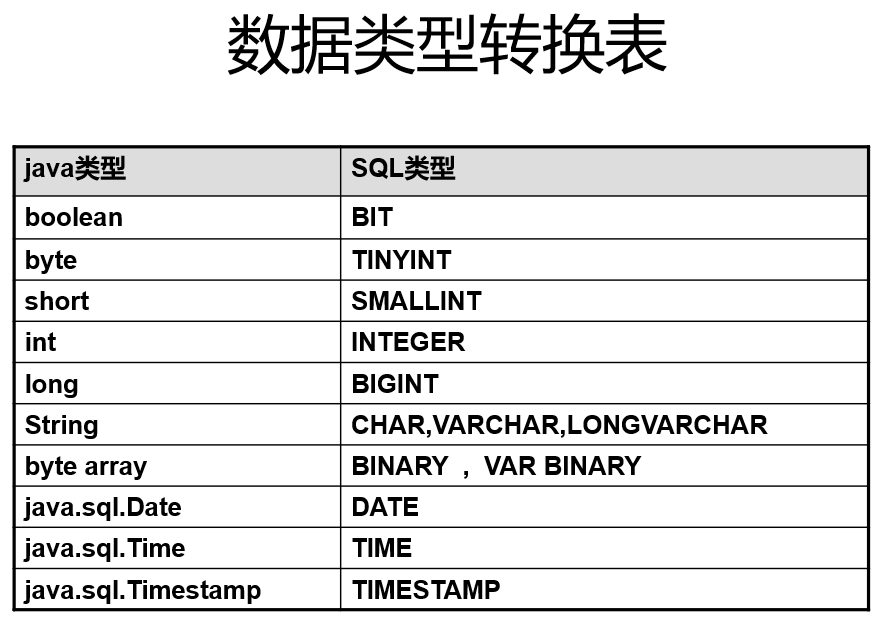 数据类型转换表
java类型 SQL类型
boolean BIT
byte TINYINT
short SMALLINT
int INTEGER
long BIGINT
String CHAR,VARCHAR,LONGVARCHAR
byte array BINARY , VAR BINARY
java.sql.Date DATE
java.sql.Time TIME
java.sql.Timestamp TIMESTAMP